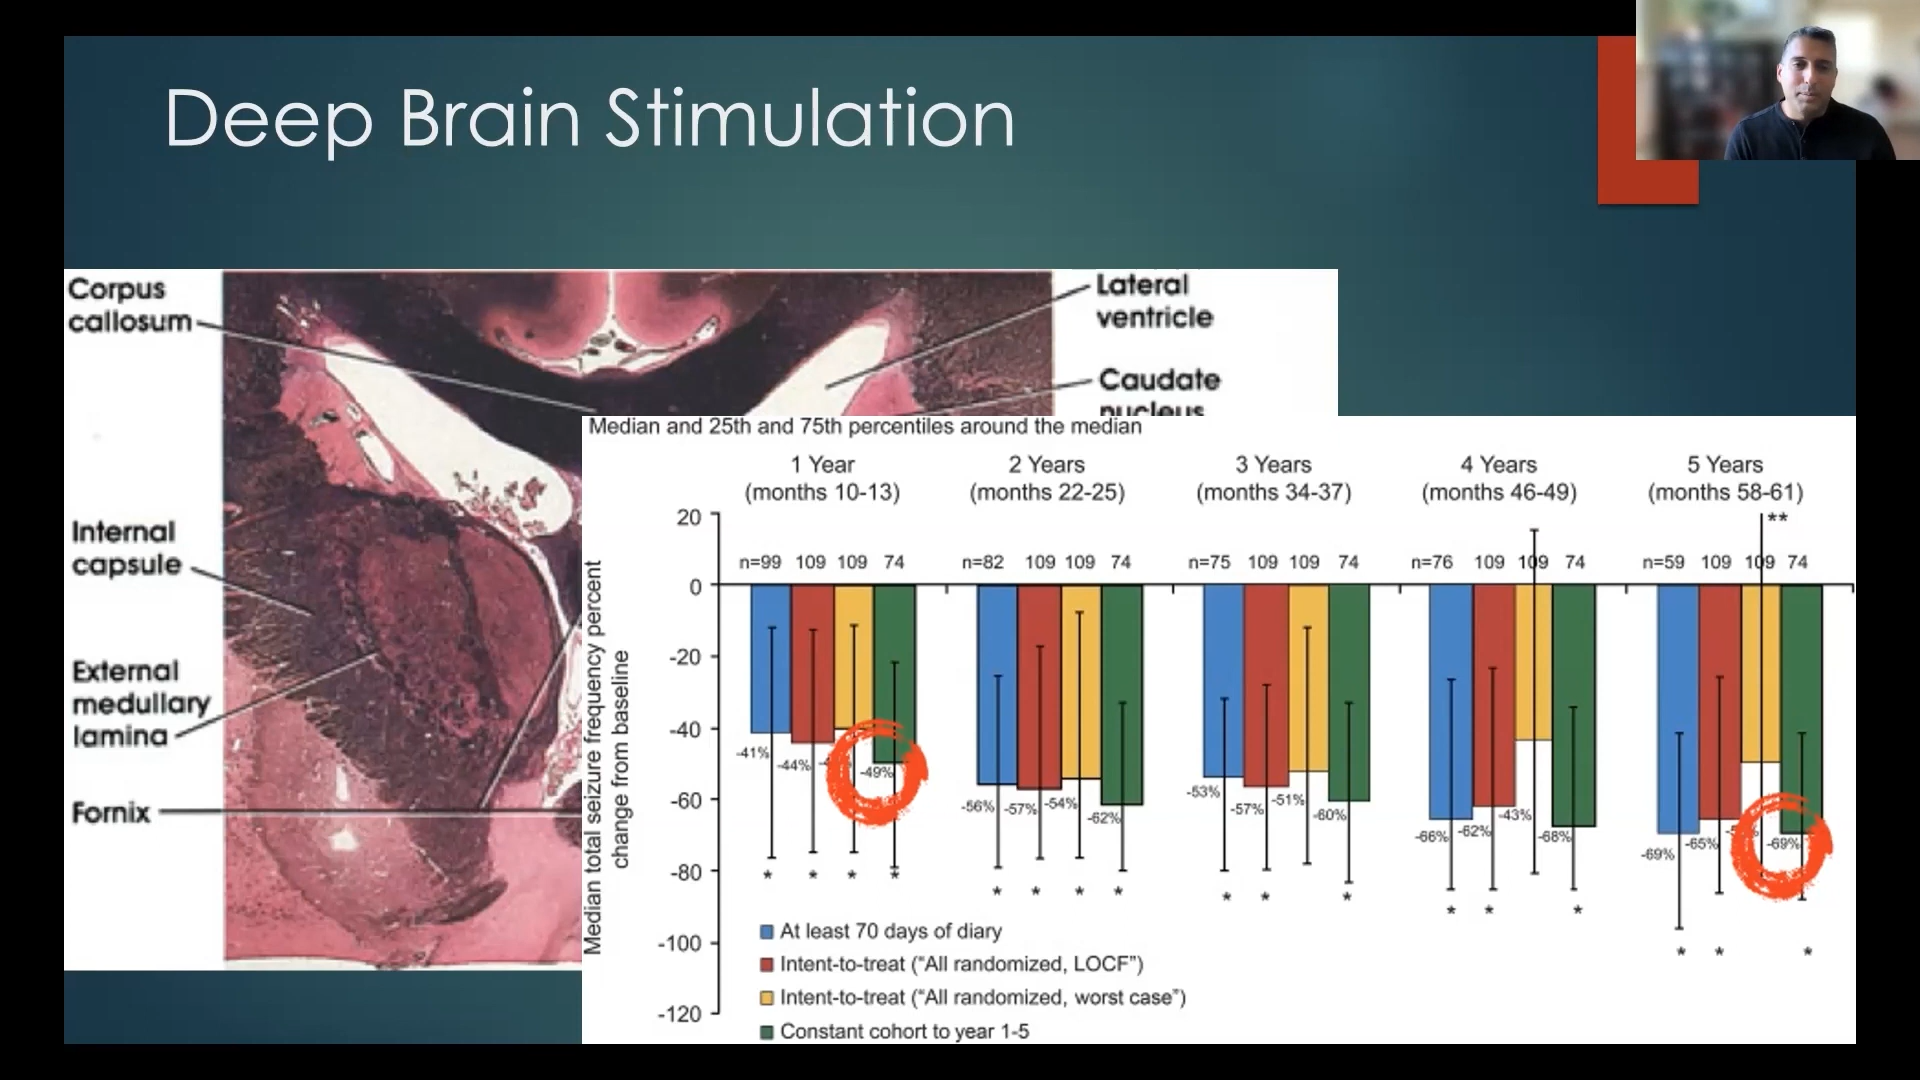 Deep Brain Stimulation
Corpus
callosum
Lateral
ventricle
Caudate
nucleus
Internal
capsule
External
medullary
lamina
Fornix
Median and 25th and 75th percentiles around the median
1 Year
(months 10-13)
2 Years
(months 22-25)
3 Years
(months 34-37)
4 Years
(months 46-49)
5 Years
(months 58-61)
Median total seizure frequency percent
change from baseline
20
0
-20
-40
-60
-80
-100
-120
n=99 109 109 74
n=82 109 109 74
n=75 109 109 74
n=76 109 109 74
n=59 109 109 74
**
-41% -44% -49%
-56% -57% -54% -62%
-53% -57% -51% -60%
-66% -62% -43% -68%
-69% -65% -69%
* * * *
* * * *
* * *
* * *
* * *
At least 70 days of diary
Intent-to-treat (“All randomized, LOCF”)
Intent-to-treat (“All randomized, worst case”)
Constant cohort to year 1-5